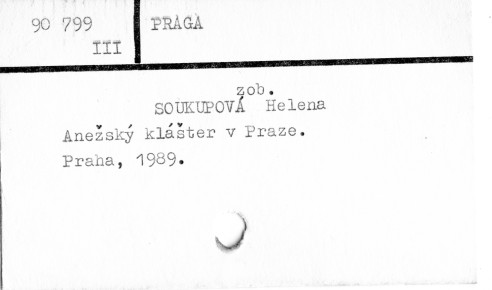 90 799
III
PRAGA
zob.
SOUKUPOVÁ Helena
Anežský klášter v Praze.
Praha, 1989.